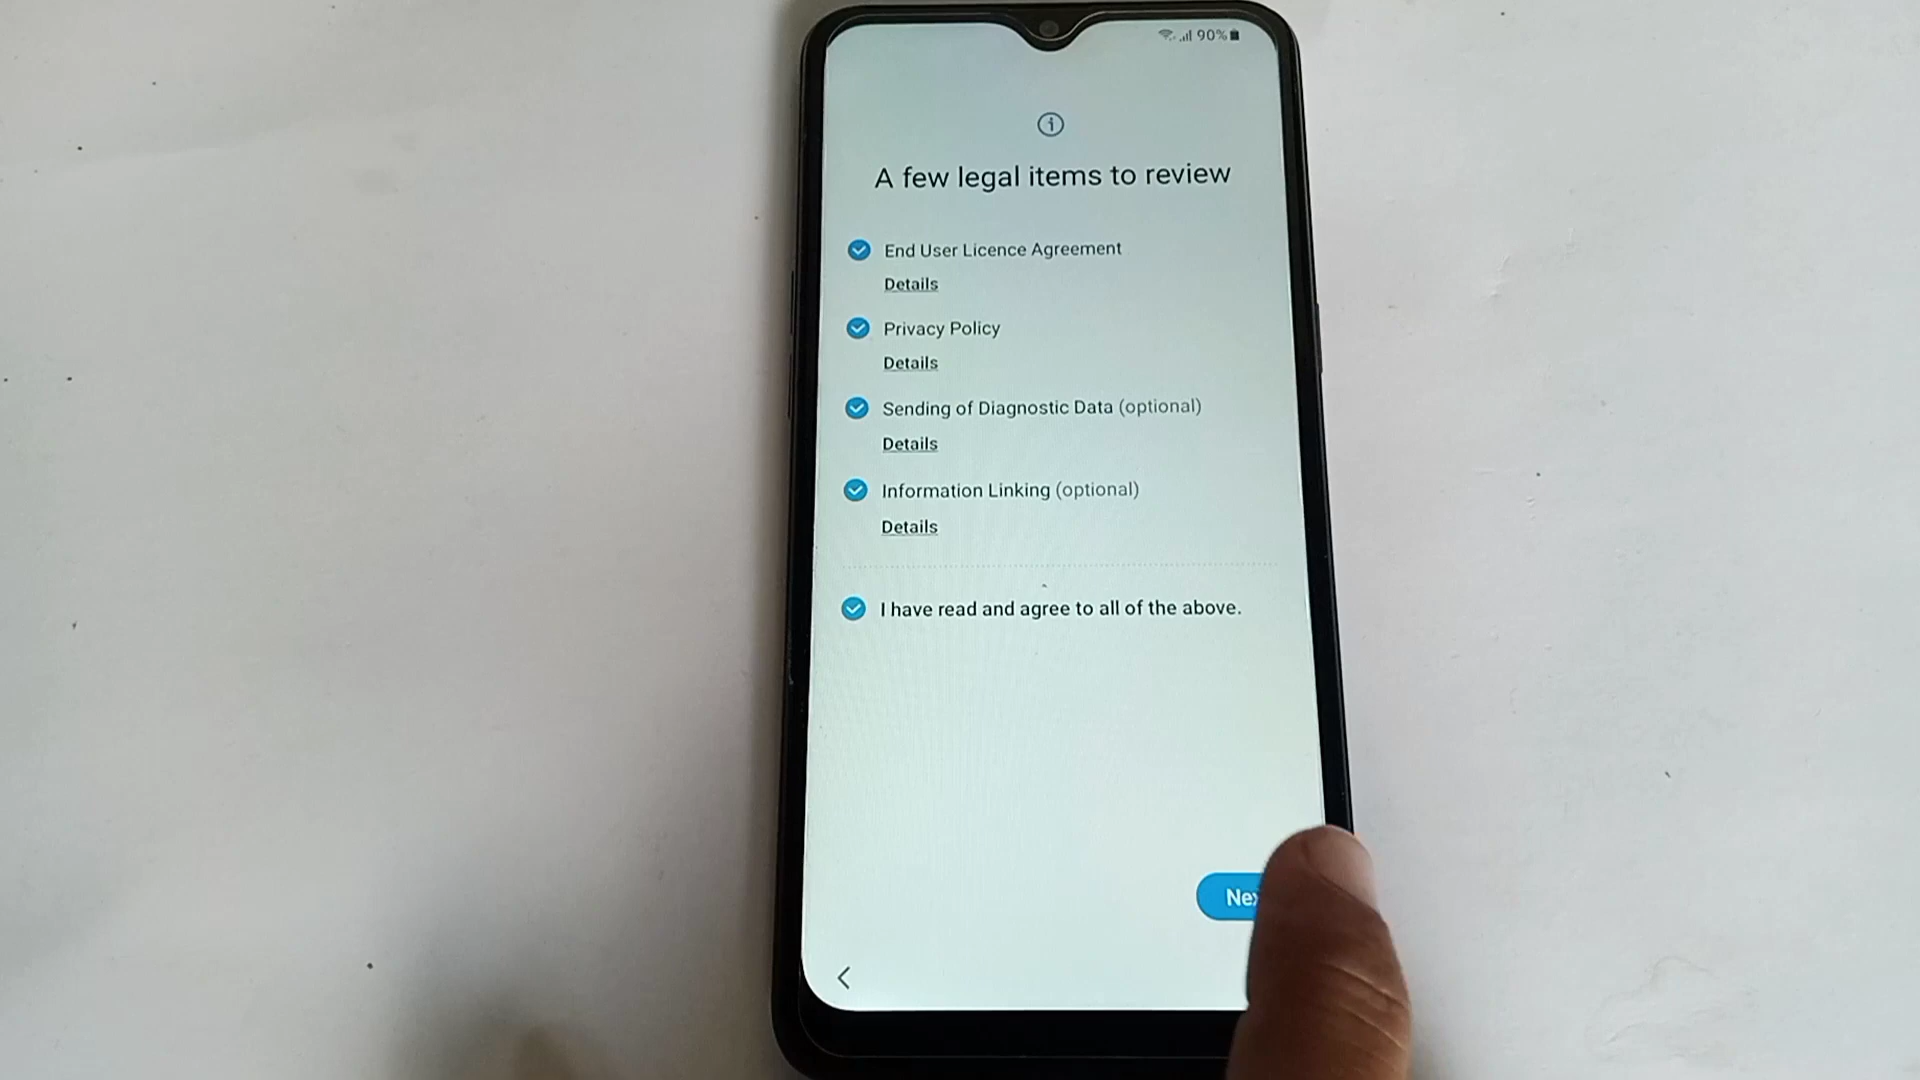 90%
A few legal items to review
End User Licence Agreement
Details
Privacy Policy
Details
Sending of Diagnostic Data (optional)
Details
Information Linking (optional)
Details
I have read and agree to all of the above.